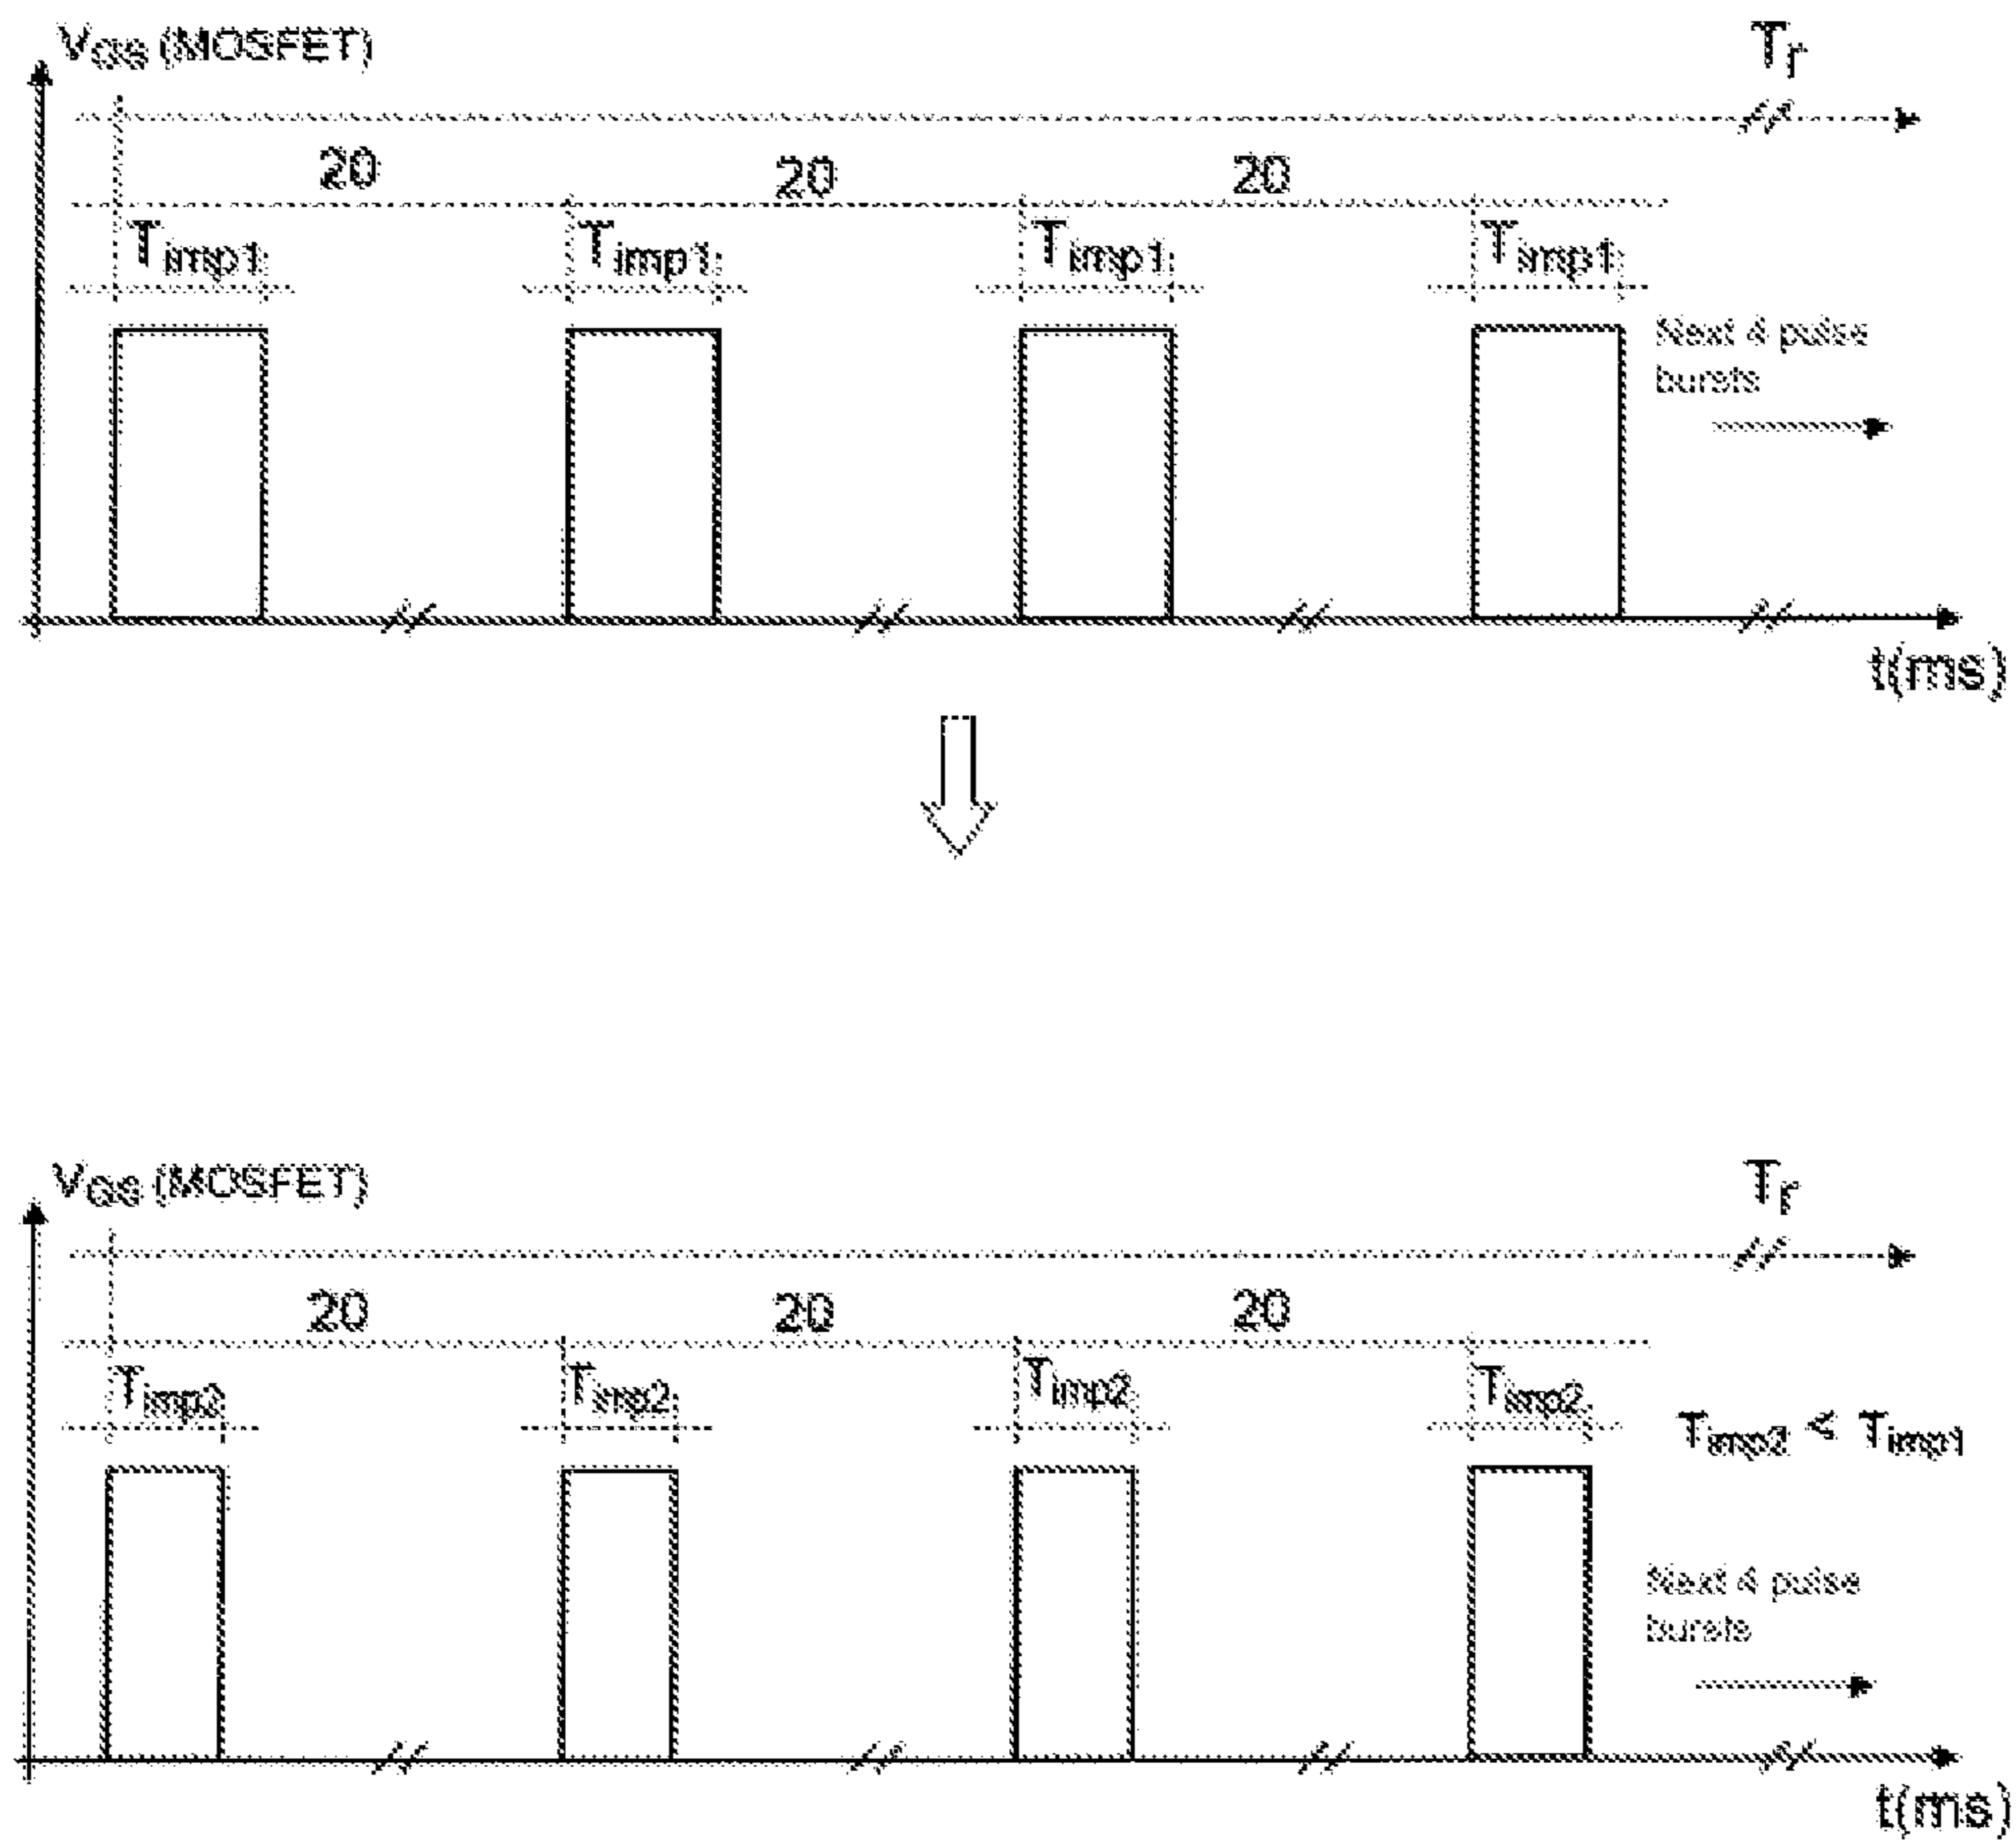 VGS (MOSFET)
Tr
20 20 20
Timp1 Timp1 Timp1 Timp1
Next 4 pulse
bursts
t(ms)
VGS (MOSFET)
Tr
20 20 20
Timp2 Timp2 Timp2 Timp2
Timp2 < Timp1
Next 4 pulse
bursts
t(ms)